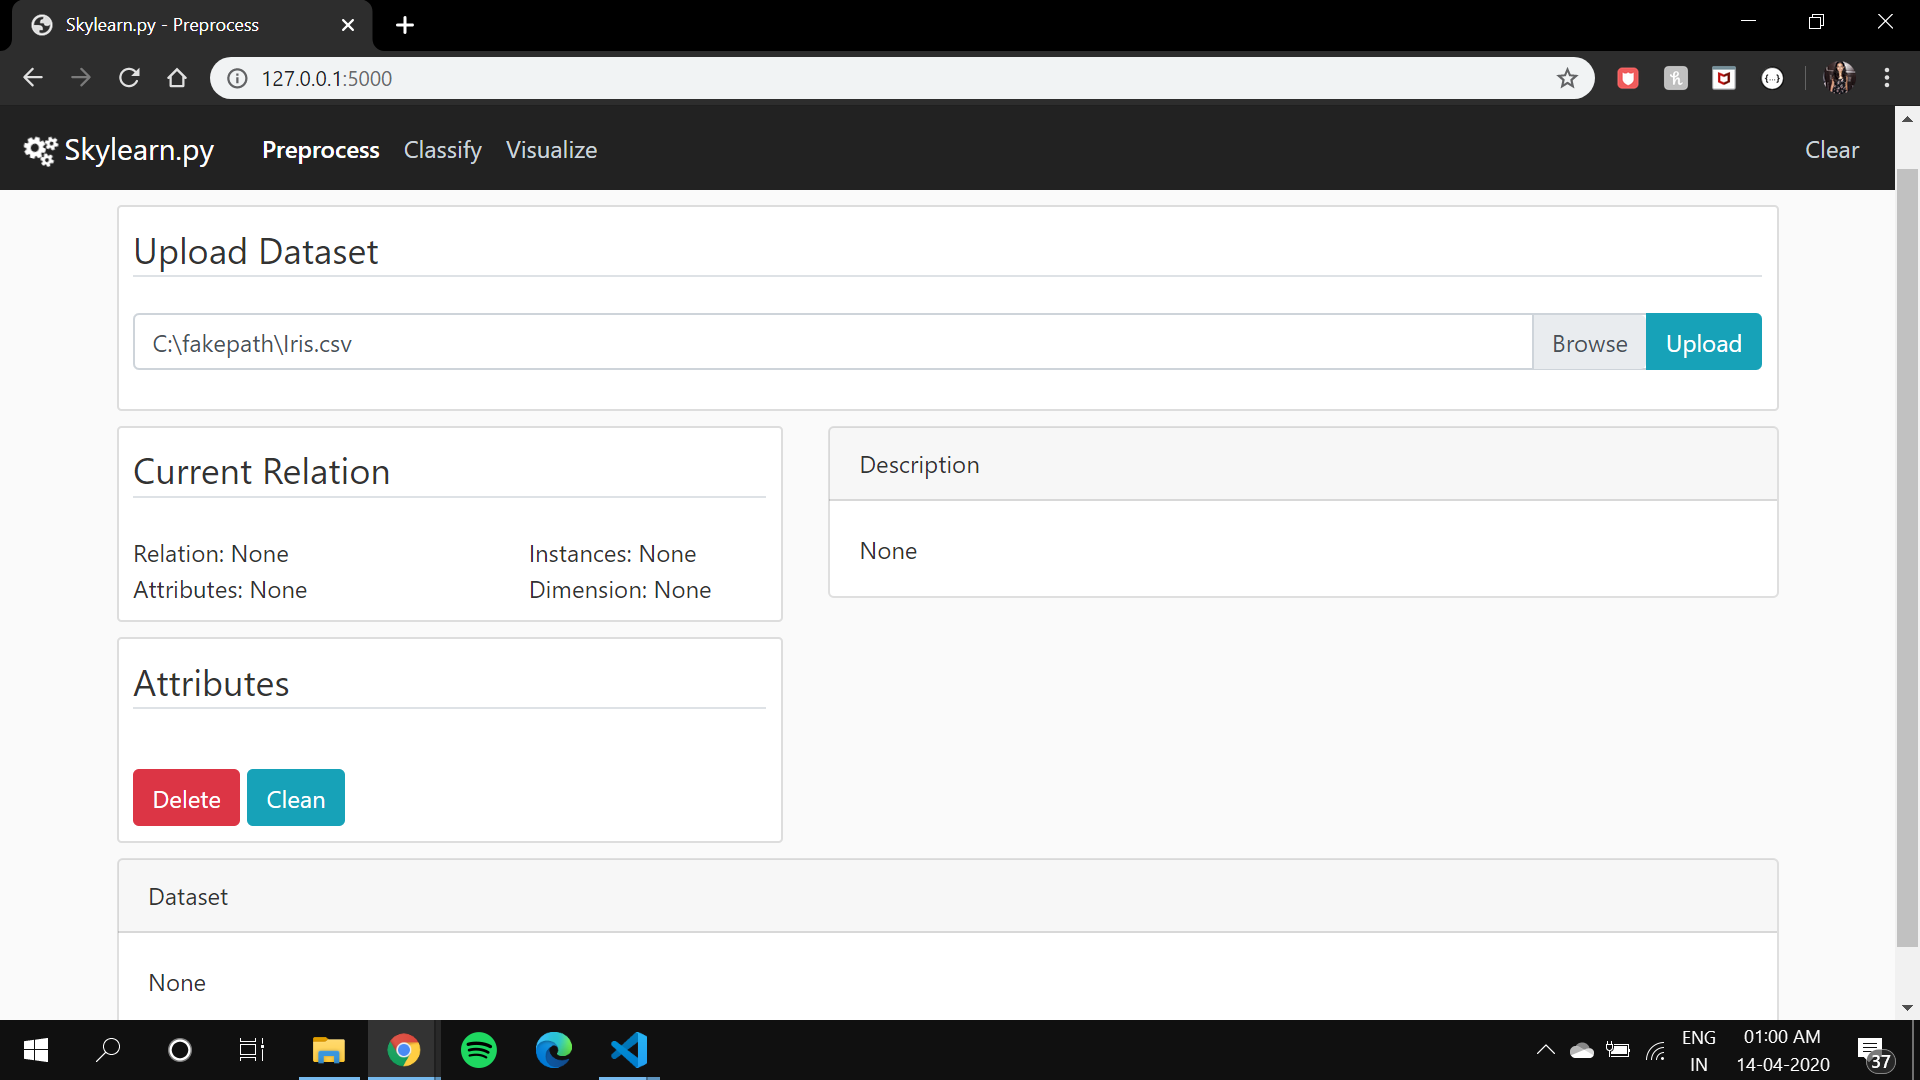 Skylearn.py - Preprocess
127.0.0.1:5000
Skylearn.py Preprocess Classify Visualize Clear
Upload Dataset
C:\fakepath\Iris.csv Browse Upload
Current Relation
Relation: None Instances: None
Attributes: None Dimension: None
Description
None
Attributes
Delete Clean
Dataset
None
ENG 01:00 AM
IN 14-04-2020 37